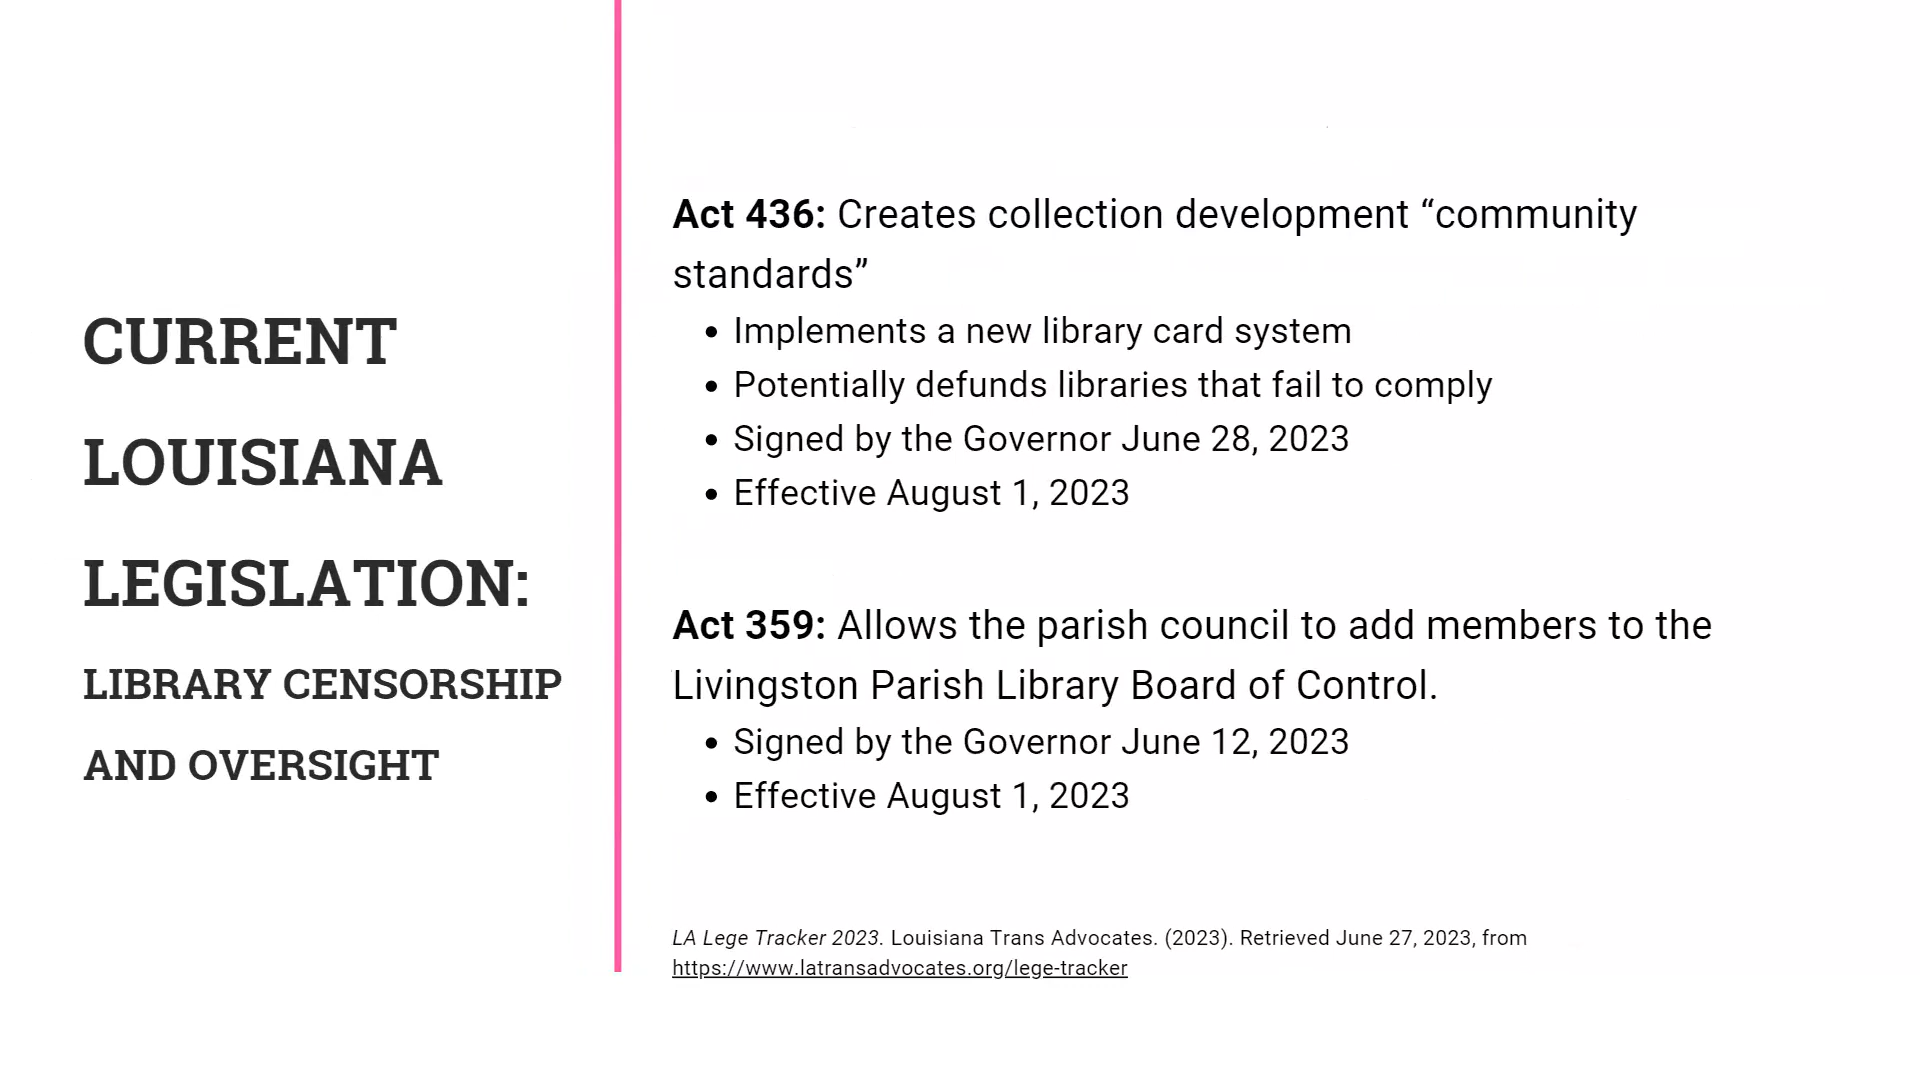 CURRENT
LOUISIANA
LEGISLATION:
LIBRARY CENSORSHIP
AND OVERSIGHT
Act 436: Creates collection development “community
standards”
• Implements a new library card system
• Potentially defunds libraries that fail to comply
• Signed by the Governor June 28, 2023
• Effective August 1, 2023
Act 359: Allows the parish council to add members to the
Livingston Parish Library Board of Control.
• Signed by the Governor June 12, 2023
• Effective August 1, 2023
LA Lege Tracker 2023. Louisiana Trans Advocates. (2023). Retrieved June 27, 2023, from
https://www.latransadvocates.org/lege-tracker